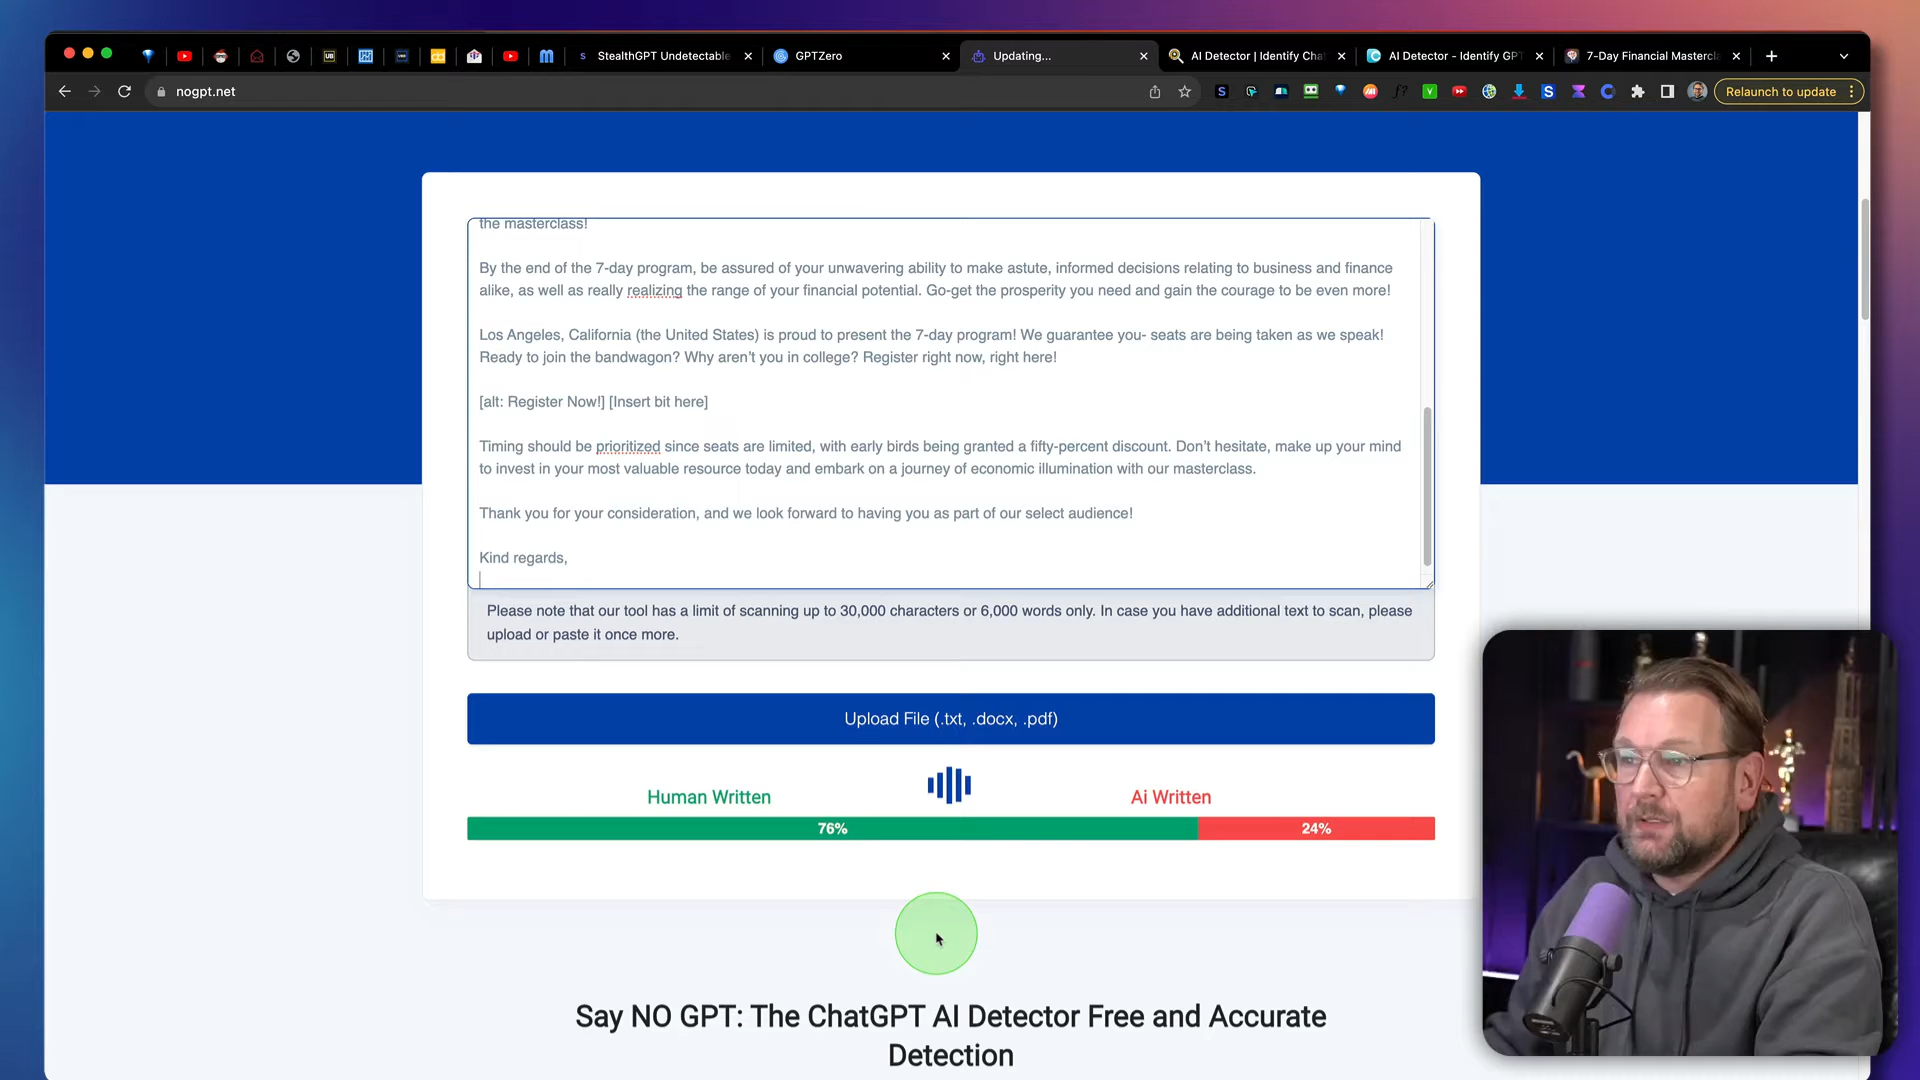 StealthGPT Undetectable
GPTZero
Updating...
AI Detector | Identify Cha
AI Detector - Identify GPT
7-Day Financial Mastercl
nogpt.net
Relaunch to update
the masterclass!
By the end of the 7-day program, be assured of your unwavering ability to make astute, informed decisions relating to business and finance
alike, as well as really realizing the range of your financial potential. Go-get the prosperity you need and gain the courage to be even more!
Los Angeles, California (the United States) is proud to present the 7-day program! We guarantee you- seats are being taken as we speak!
Ready to join the bandwagon? Why aren't you in college? Register right now, right here!
[alt: Register Now!] [Insert bit here]
Timing should be prioritized since seats are limited, with early birds being granted a fifty-percent discount. Don't hesitate, make up your mind
to invest in your most valuable resource today and embark on a journey of economic illumination with our masterclass.
Thank you for your consideration, and we look forward to having you as part of our select audience!
Kind regards,
Please note that our tool has a limit of scanning up to 30,000 characters or 6,000 words only. In case you have additional text to scan, please
upload or paste it once more.
Upload File (.txt, .docx, .pdf)
Human Written
Ai Written
76%
24%
Say NO GPT: The ChatGPT AI Detector Free and Accurate
Detection